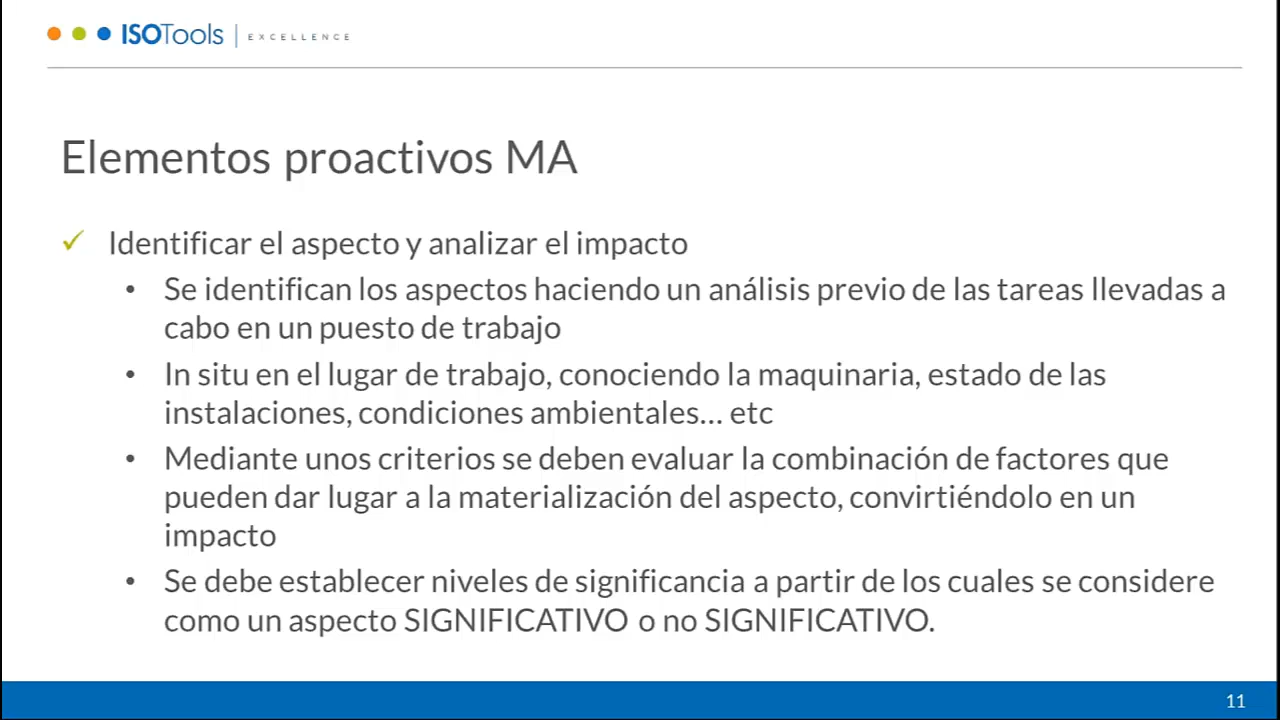 ISOTools | EXCELLENCE
Elementos proactivos MA
✓ Identificar el aspecto y analizar el impacto
• Se identifican los aspectos haciendo un análisis previo de las tareas llevadas a
cabo en un puesto de trabajo
• In situ en el lugar de trabajo, conociendo la maquinaria, estado de las
instalaciones, condiciones ambientales… etc
• Mediante unos criterios se deben evaluar la combinación de factores que
pueden dar lugar a la materialización del aspecto, convirtiéndolo en un
impacto
• Se debe establecer niveles de significancia a partir de los cuales se considere
como un aspecto SIGNIFICATIVO o no SIGNIFICATIVO.
11